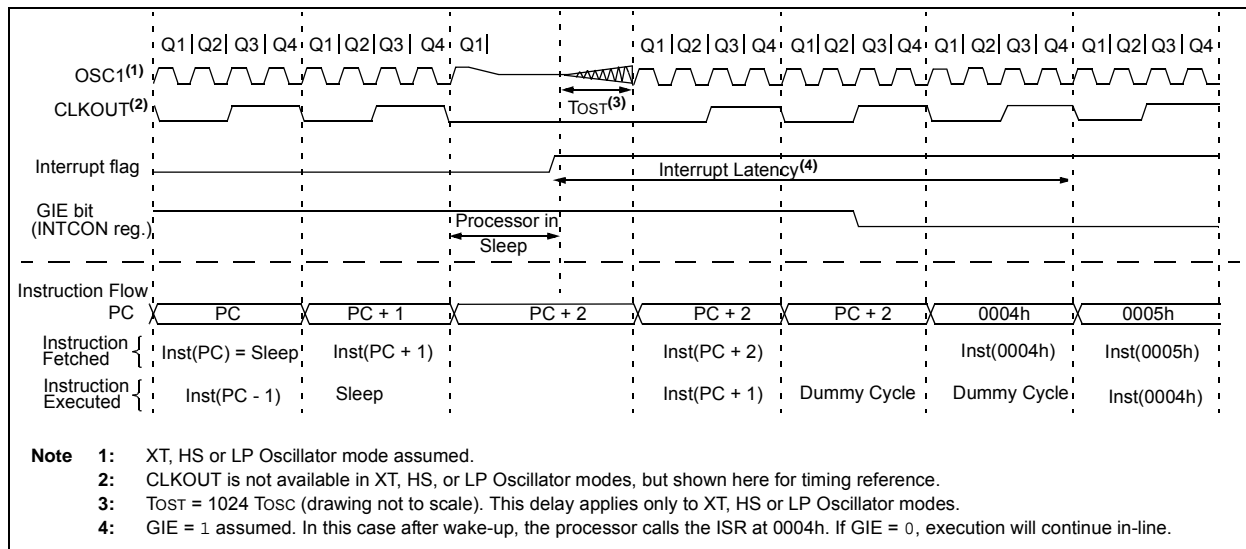 Q1 Q2 Q3 Q4 Q1 Q2 Q3 Q4 Q1 Q1 Q2 Q3 Q4 Q1 Q2 Q3 Q4 Q1 Q2 Q3 Q4 Q1 Q2 Q3 Q4
OSC1(1)
TOST(3)
CLKOUT(2)
Interrupt flag
Interrupt Latency(4)
GIE bit
(INTCON reg.)
Processor in
Sleep
Instruction Flow
PC PC PC + 1 PC + 2 PC + 2 PC + 2 0004h 0005h
Instruction
Fetched
Inst(PC) = Sleep Inst(PC + 1) Inst(PC + 2) Inst(0004h) Inst(0005h)
Instruction
Executed
Inst(PC - 1) Sleep Inst(PC + 1) Dummy Cycle Dummy Cycle Inst(0004h)
Note 1: XT, HS or LP Oscillator mode assumed.
2: CLKOUT is not available in XT, HS, or LP Oscillator modes, but shown here for timing reference.
3: TOST = 1024 TOSC (drawing not to scale). This delay applies only to XT, HS or LP Oscillator modes.
4: GIE = 1 assumed. In this case after wake-up, the processor calls the ISR at 0004h. If GIE = 0, execution will continue in-line.